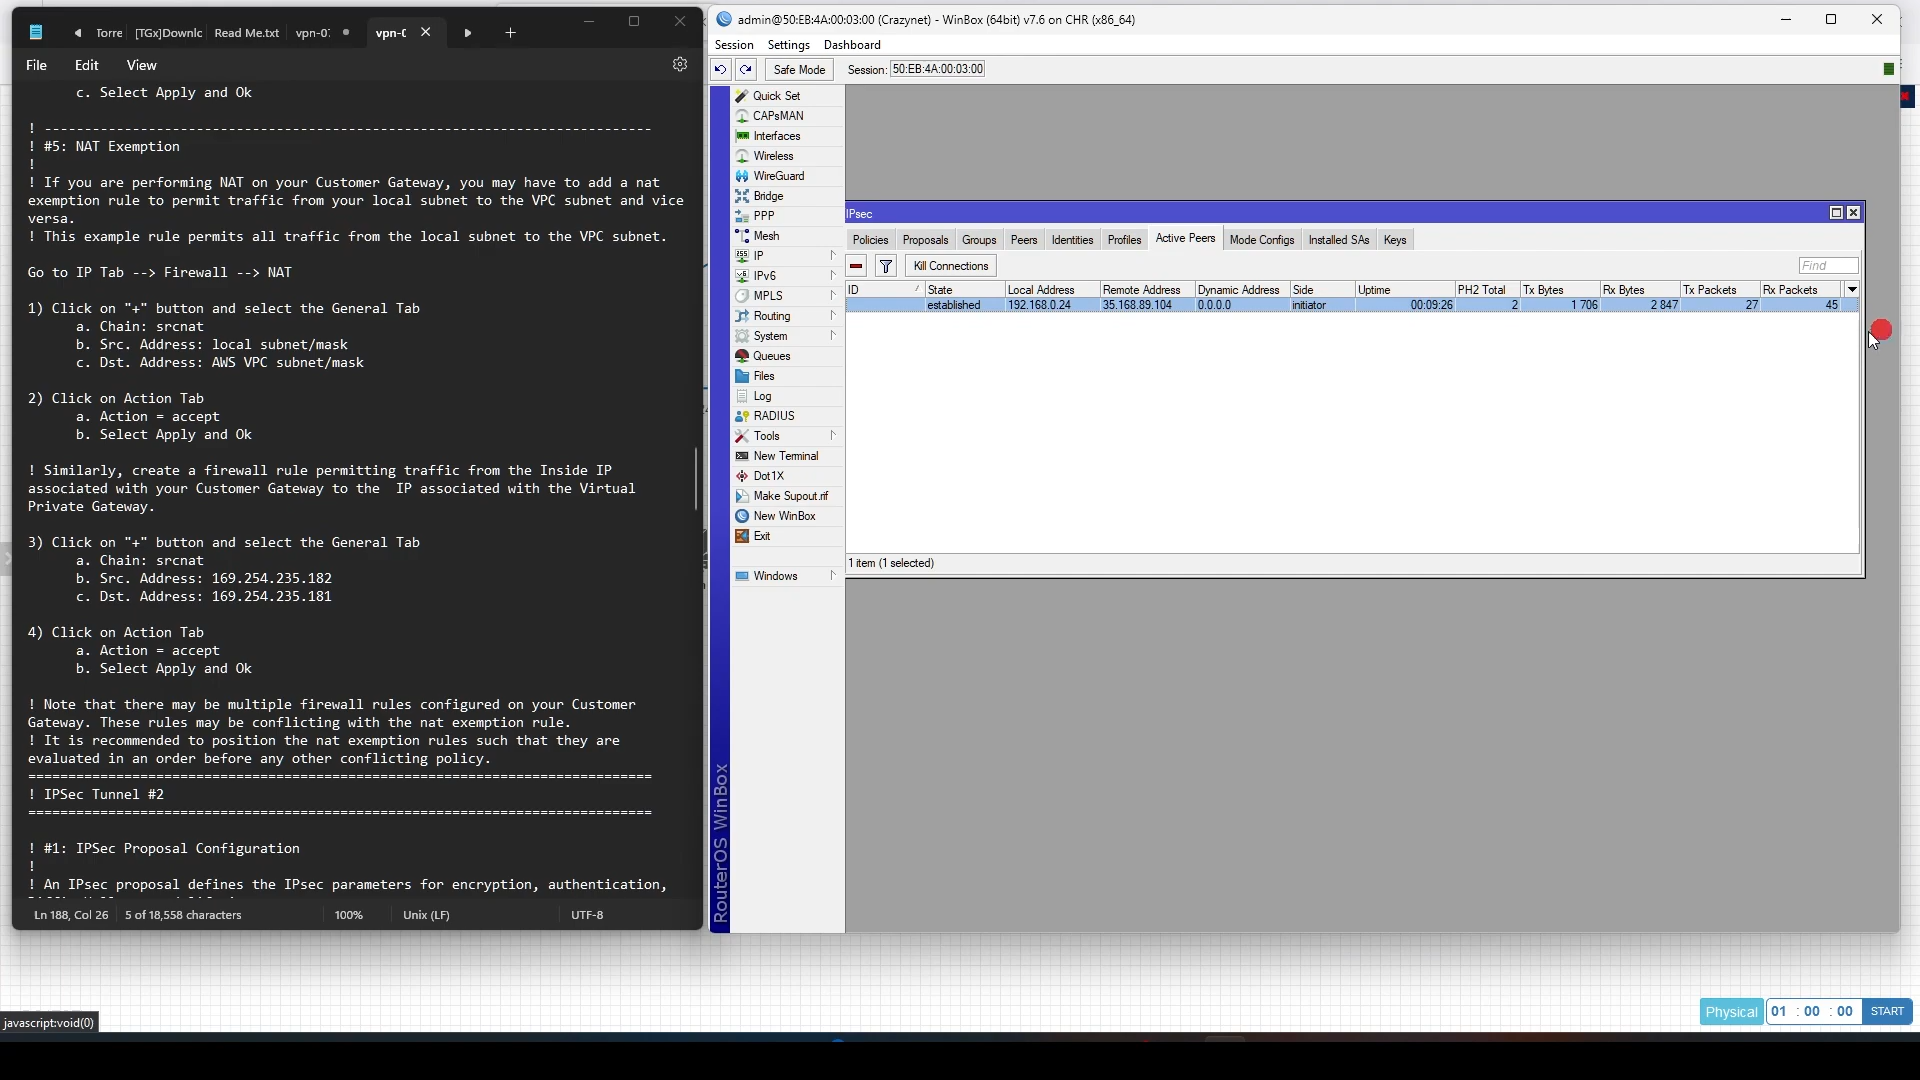 Torre
[TGx]Downlc
Read Me.txt
vpn-0
vpn-0
File
Edit
View
c. Select Apply and Ok
! ----------------------------------------------------------------------------
! #5: NAT Exemption
!
! If you are performing NAT on your Customer Gateway, you may have to add a nat
exemption rule to permit traffic from your local subnet to the VPC subnet and vice
versa.
! This example rule permits all traffic from the local subnet to the VPC subnet.
Go to IP Tab --> Firewall --> NAT
1) Click on "+" button and select the General Tab
a. Chain: srcnat
b. Src. Address: local subnet/mask
c. Dst. Address: AWS VPC subnet/mask
2) Click on Action Tab
a. Action = accept
b. Select Apply and Ok
! Similarly, create a firewall rule permitting traffic from the Inside IP
associated with your Customer Gateway to the  IP associated with the Virtual
Private Gateway.
3) Click on "+" button and select the General Tab
a. Chain: srcnat
b. Src. Address: 169.254.235.182
c. Dst. Address: 169.254.235.181
4) Click on Action Tab
a. Action = accept
b. Select Apply and Ok
! Note that there may be multiple firewall rules configured on your Customer
Gateway. These rules may be conflicting with the nat exemption rule.
! It is recommended to position the nat exemption rules such that they are
evaluated in an order before any other conflicting policy.
==============================================================================
! IPSec Tunnel #2
==============================================================================
! #1: IPSec Proposal Configuration
!
! An IPsec proposal defines the IPsec parameters for encryption, authentication,
Ln 188, Col 26
5 of 18,558 characters
100%
Unix (LF)
UTF-8
admin@50:EB:4A:00:03:00 (Crazynet) - WinBox (64bit) v7.6 on CHR (x86_64)
Session
Settings
Dashboard
Safe Mode
Session:
50:EB:4A:00:03:00
Quick Set
CAPsMAN
Interfaces
Wireless
WireGuard
Bridge
PPP
Mesh
IP
IPv6
MPLS
Routing
System
Queues
Files
Log
RADIUS
Tools
New Terminal
Dot1X
Make Supout.rif
New WinBox
Exit
Windows
RouterOS WinBox
IPsec
Policies
Proposals
Groups
Peers
Identities
Profiles
Active Peers
Mode Configs
Installed SAs
Keys
Kill Connections
Find
ID State Local Address Remote Address Dynamic Address Side Uptime PH2 Total Tx Bytes Rx Bytes Tx Packets Rx Packets
established 192.168.0.24 35.168.89.104 0.0.0.0 initiator 00:09:26 2 1 706 2 847 27 45
1 item (1 selected)
javascript:void(0)
Physical
01 : 00 : 00
START